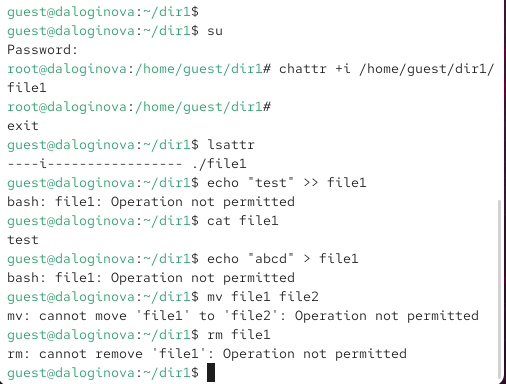 guest@daloginova:~/dir1$
guest@daloginova:~/dir1$ su
Password:
root@daloginova:/home/guest/dir1# chattr +i /home/guest/dir1/
file1
root@daloginova:/home/guest/dir1#
exit
guest@daloginova:~/dir1$ lsattr
----i----------------- ./file1
guest@daloginova:~/dir1$ echo "test" >> file1
bash: file1: Operation not permitted
guest@daloginova:~/dir1$ cat file1
test
guest@daloginova:~/dir1$ echo "abcd" > file1
bash: file1: Operation not permitted
guest@daloginova:~/dir1$ mv file1 file2
mv: cannot move 'file1' to 'file2': Operation not permitted
guest@daloginova:~/dir1$ rm file1
rm: cannot remove 'file1': Operation not permitted
guest@daloginova:~/dir1$